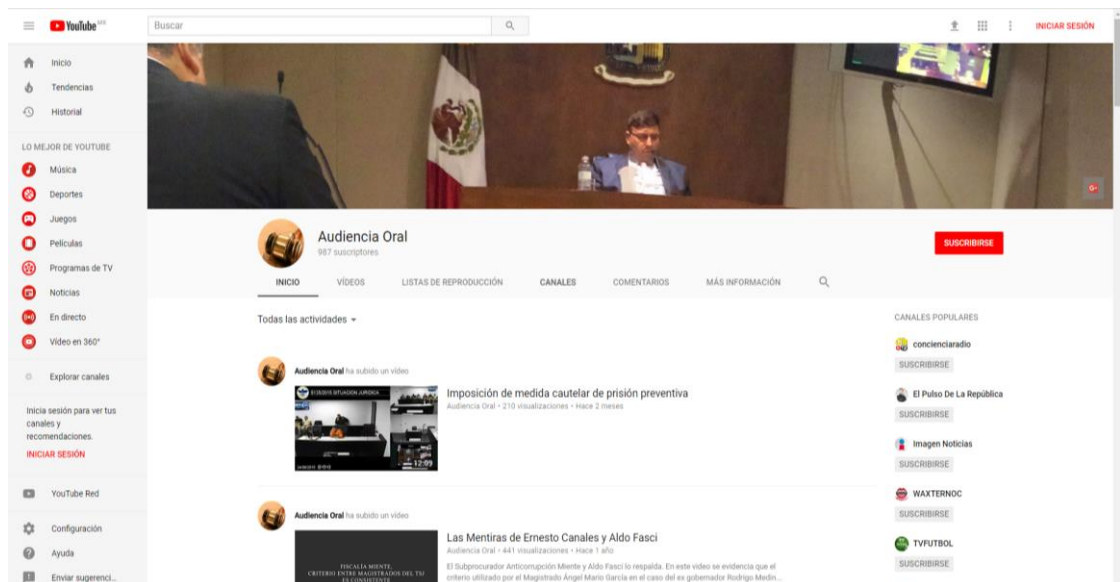 YouTube MX
Buscar
INICIAR SESIÓN
Inicio
Tendencias
Historial
LO MEJOR DE YOUTUBE
Música
Deportes
Juegos
Películas
Programas de TV
Noticias
En directo
Vídeo en 360°
Explorar canales
Inicia sesión para ver tus
canales y
recomendaciones.
INICIAR SESIÓN
YouTube Red
Configuración
Ayuda
Enviar sugerenci...
G+
Audiencia Oral
987 suscriptores
SUSCRIBIRSE
INICIO VÍDEOS LISTAS DE REPRODUCCIÓN CANALES COMENTARIOS MÁS INFORMACIÓN
Todas las actividades
Audiencia Oral ha subido un vídeo
SITUACION JURIDICA
12:09
Imposición de medida cautelar de prisión preventiva
Audiencia Oral • 210 visualizaciones • Hace 2 meses
Audiencia Oral ha subido un vídeo
FISCALIA MIENTE,
CRITERIO ENTRE MAGISTRADOS DEL TSJ
ES CONSISTENTE
Las Mentiras de Ernesto Canales y Aldo Fasci
Audiencia Oral • 441 visualizaciones • Hace 1 año
El Subprocurador Anticorrupción Miente y Aldo Fasci lo respalda. En este video se evidencia que el
criterio utilizado por el Magistrado Ángel Mario García en el caso del ex gobernador Rodrigo Medin...
CANALES POPULARES
concienciaradio
SUSCRIBIRSE
El Pulso De La República
SUSCRIBIRSE
Imagen Noticias
SUSCRIBIRSE
WAXTERNOC
SUSCRIBIRSE
TVFUTBOL
SUSCRIBIRSE